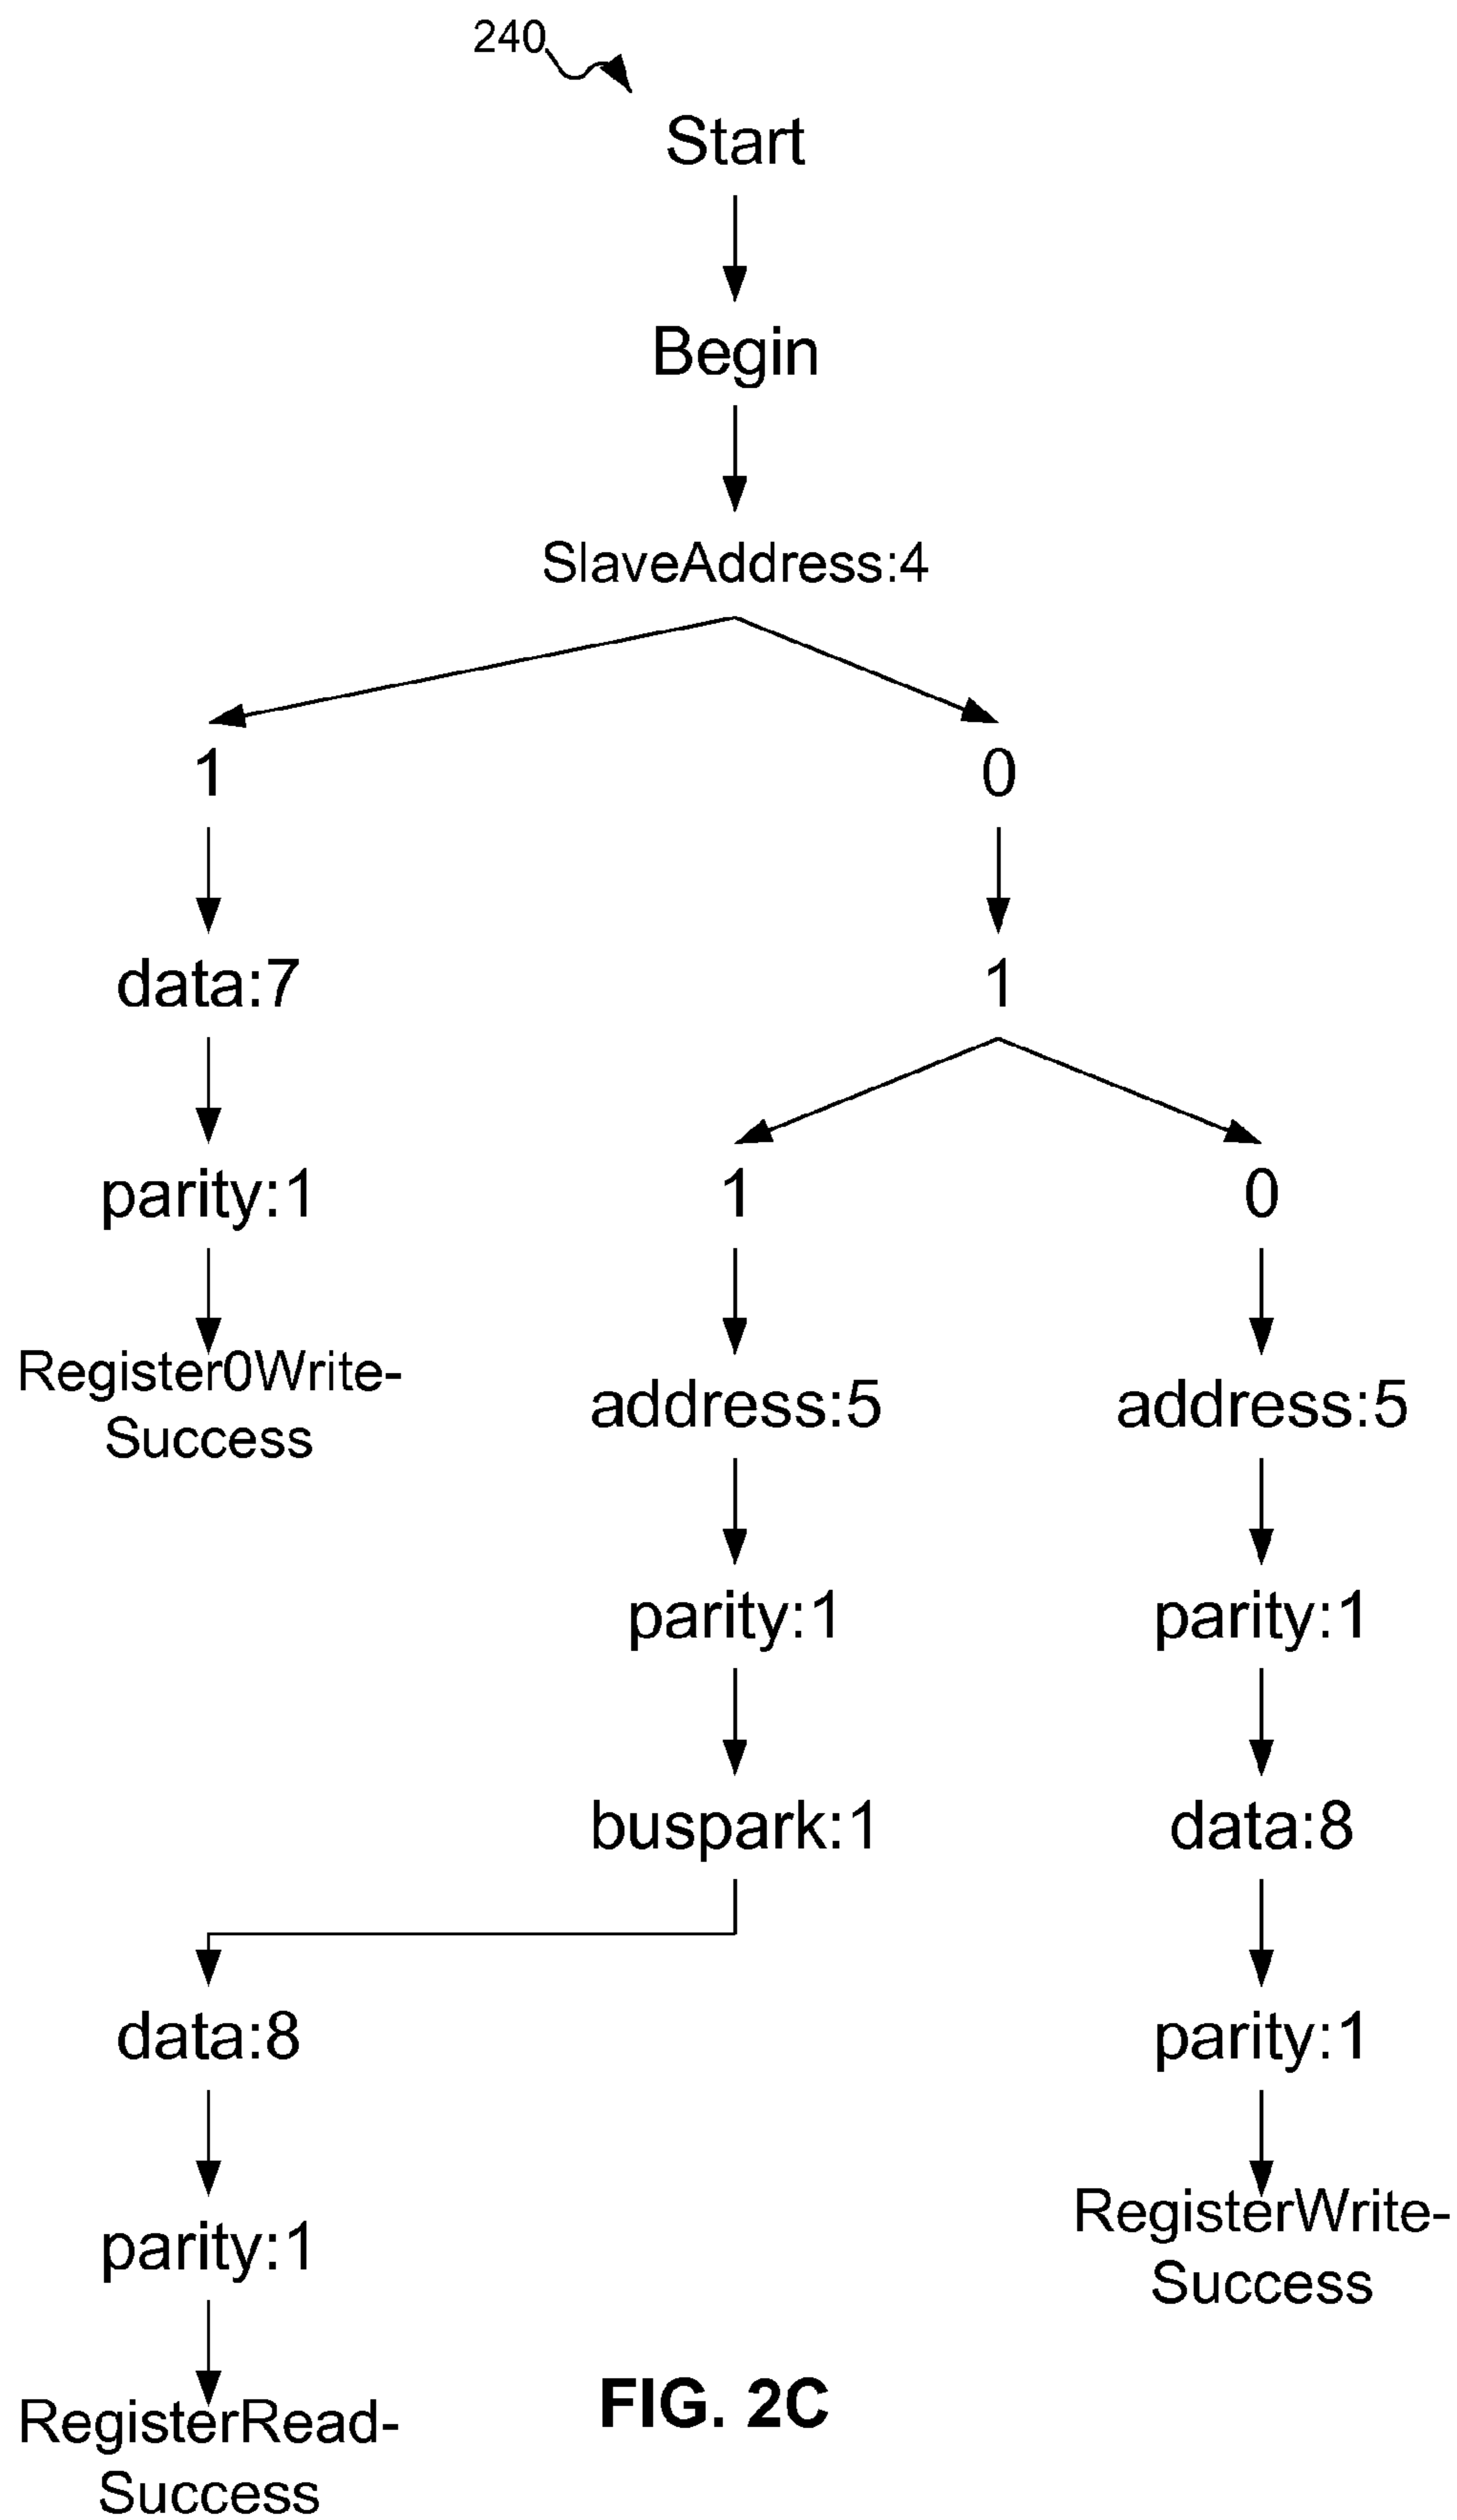 240
Start
Begin
SlaveAddress:4
1
0
data:7
1
parity:1
1
0
Register0Write-
Success
address:5
address:5
parity:1
parity:1
buspark:1
data:8
data:8
parity:1
parity:1
RegisterWrite-
Success
RegisterRead-
Success
FIG. 2C